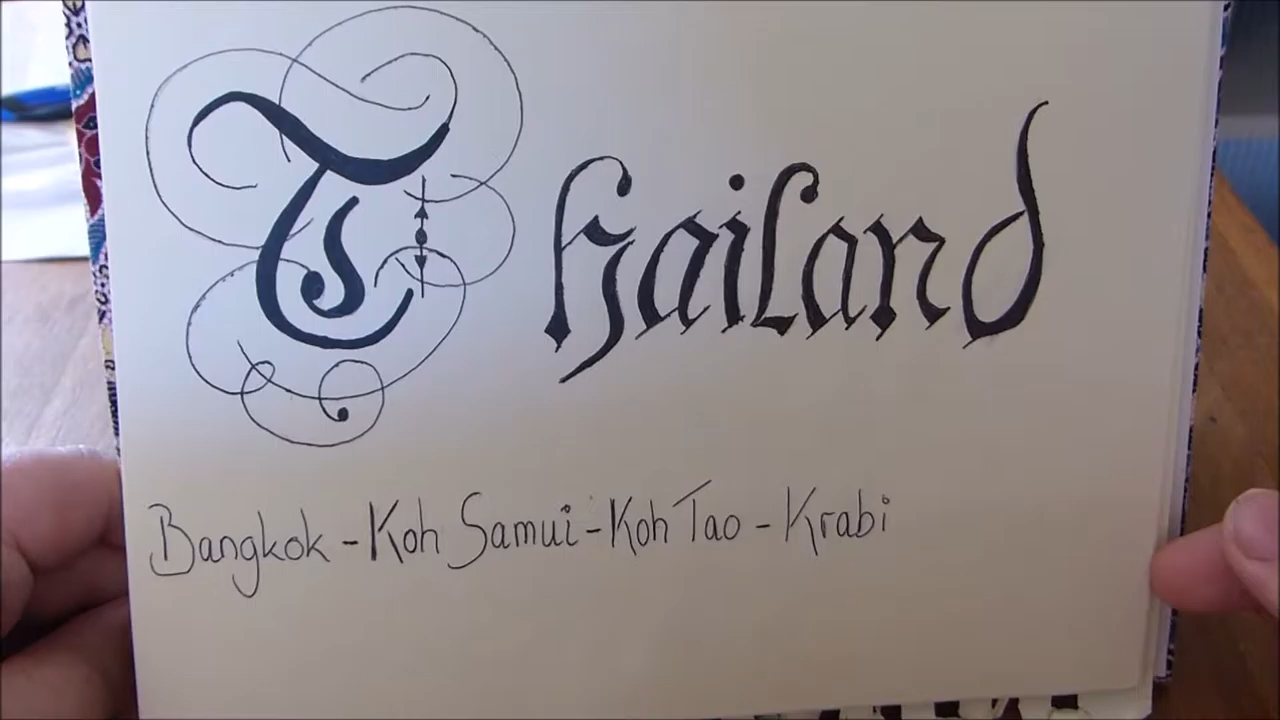 Thailand
Bangkok - Koh Samui - Koh Tao - Krabi